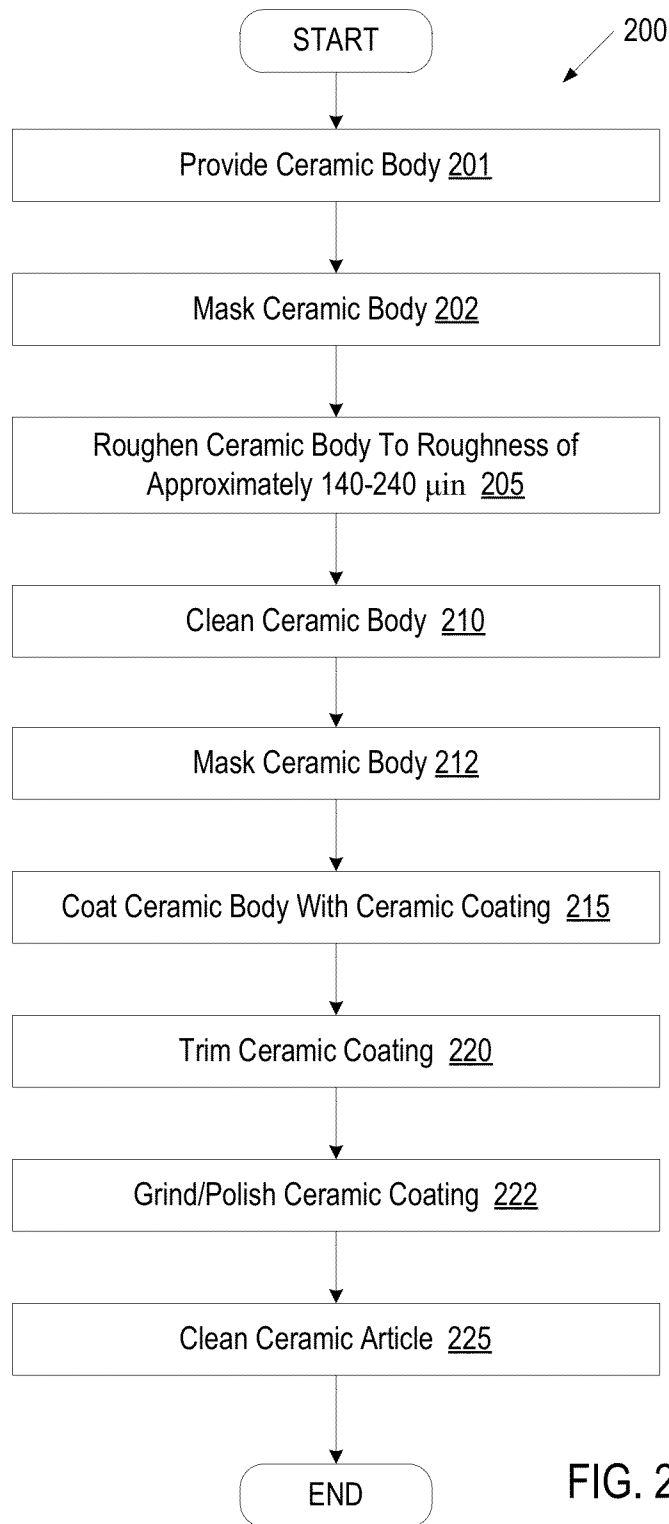 START
200
Provide Ceramic Body 201
Mask Ceramic Body 202
Roughen Ceramic Body To Roughness of
Approximately 140-240 μin 205
Clean Ceramic Body 210
Mask Ceramic Body 212
Coat Ceramic Body With Ceramic Coating 215
Trim Ceramic Coating 220
Grind/Polish Ceramic Coating 222
Clean Ceramic Article 225
END
FIG. 2